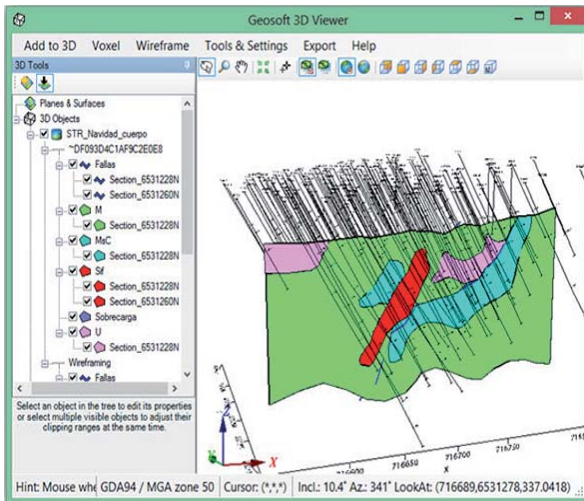 Geosoft 3D Viewer
Add to 3D Voxel Wireframe Tools & Settings Export Help
3D Tools
Planes & Surfaces
3D Objects
STR_Navidad_cuerpo
~DF093D4C1AF9C2E0E8
Fallas
Section_6531228N
Section_6531260N
M
Section_6531228N
MsC
Section_6531228N
Sif
Section_6531228N
Section_6531260N
Sobrecarga
U
Section_6531228N
Wireframing
Fallas
Select an object in the tree to edit its properties
or select multiple visible objects to adjust their
clipping ranges at the same time.
Z
X
Y
716650
716700
716750
x
Hint: Mouse whe GDA94 / MGA zone 50 Cursor: (*,*,*) Incl.: 10.4° Az.: 341° LookAt: (716689,6531278,337.0418)